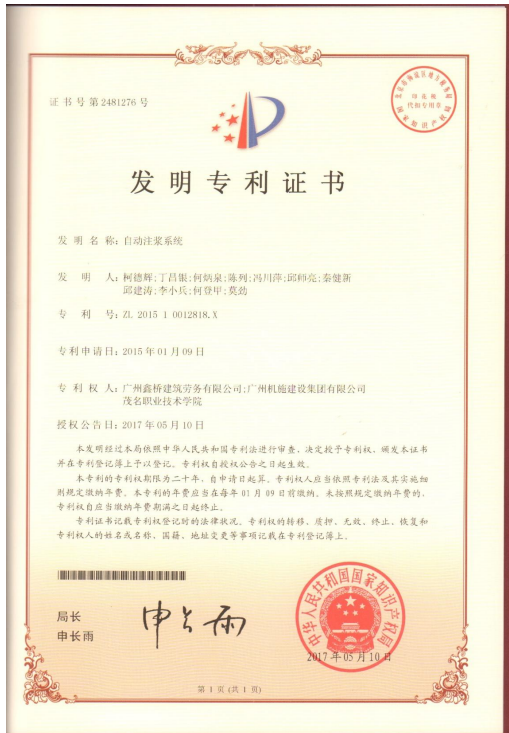 证书号第2481276号
印花税
代扣专用章
发明专利证书
发明名称:自动注浆系统
发明人:柯德辉;丁昌银;何炳泉;陈列;冯川萍;邱帅亮;秦健新
邱建涛;李小兵;何登甲;莫劲
专利号:ZL 2015 1 0012818.X
专利申请日:2015年01月09日
专利权人:广州鑫桥建筑劳务有限公司;广州机施建设集团有限公司
茂名职业技术学院
授权公告日:2017年05月10日
本发明经过本局依照中华人民共和国专利法进行审查,决定授予专利权,颁发本证书
并在专利登记簿上予以登记。专利权自授权公告之日起生效。
本专利的专利权期限为二十年,自申请日起算。专利权人应当依照专利法及其实施细
则规定缴纳年费。本专利的年费应当在每年01月09日前缴纳。未按照规定缴纳年费的,
专利权自应当缴纳年费期满之日起终止。
专利证书记载专利权登记时的法律状况。专利权的转移、质押、无效、终止、恢复和
专利权人的姓名或名称、国籍、地址变更等事项记载在专利登记簿上。
局长
申长雨
申长雨
中华人民共和国国家知识产权局
2017年05月10日
第1页(共1页)